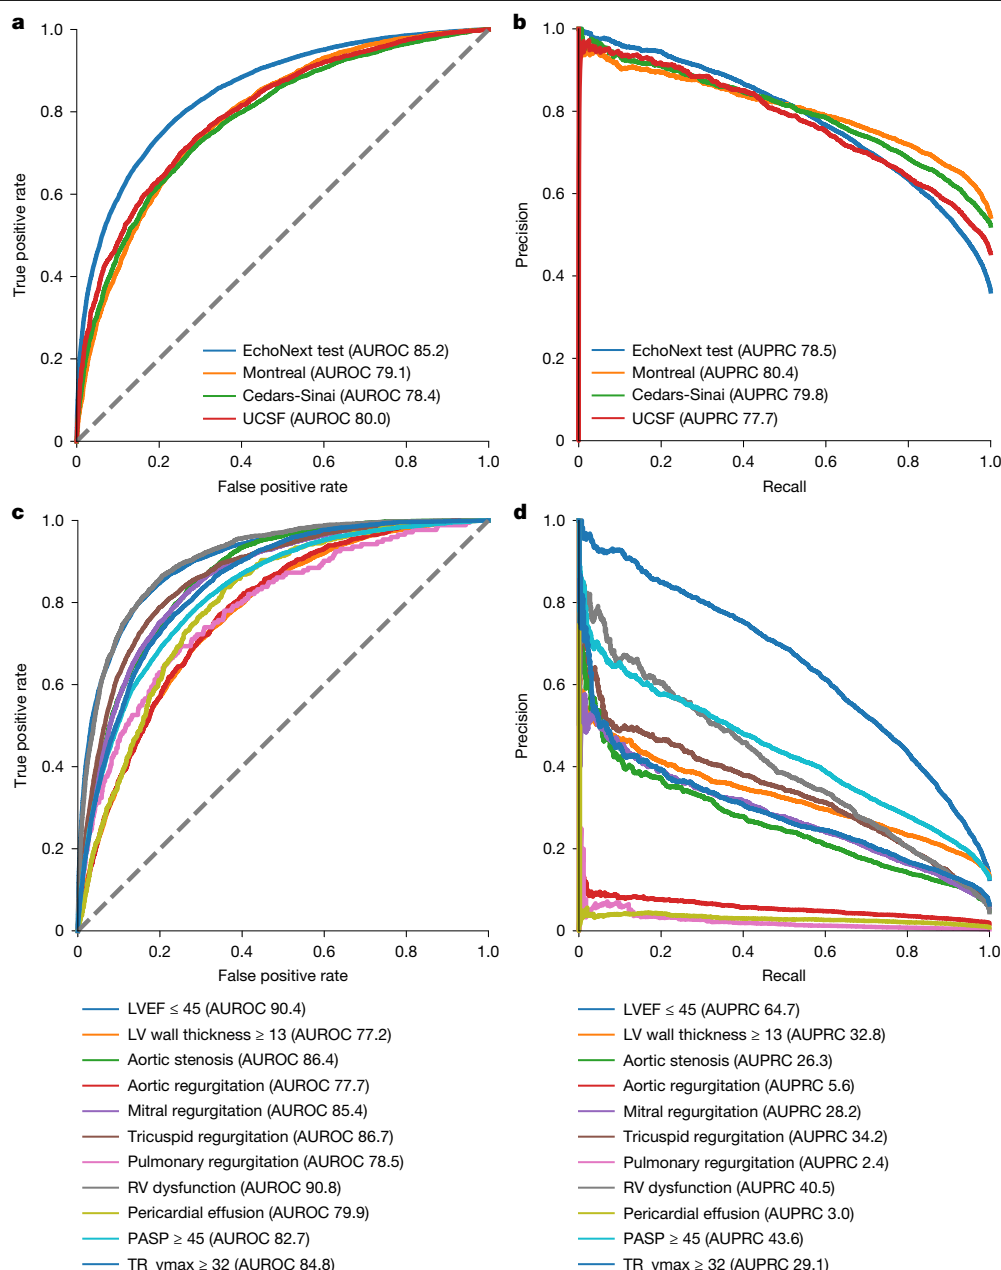 a
1.0
0.8
0.6
0.4
0.2
0
True positive rate
EchoNext test (AUROC 85.2)
Montreal (AUROC 79.1)
Cedars-Sinai (AUROC 78.4)
UCSF (AUROC 80.0)
0 0.2 0.4 0.6 0.8 1.0
False positive rate
b
1.0
0.8
0.6
0.4
0.2
0
Precision
EchoNext test (AUPRC 78.5)
Montreal (AUPRC 80.4)
Cedars-Sinai (AUPRC 79.8)
UCSF (AUPRC 77.7)
0 0.2 0.4 0.6 0.8 1.0
Recall
c
1.0
0.8
0.6
0.4
0.2
0
True positive rate
0 0.2 0.4 0.6 0.8 1.0
False positive rate
LVEF ≤ 45 (AUROC 90.4)
LV wall thickness ≥ 13 (AUROC 77.2)
Aortic stenosis (AUROC 86.4)
Aortic regurgitation (AUROC 77.7)
Mitral regurgitation (AUROC 85.4)
Tricuspid regurgitation (AUROC 86.7)
Pulmonary regurgitation (AUROC 78.5)
RV dysfunction (AUROC 90.8)
Pericardial effusion (AUROC 79.9)
PASP ≥ 45 (AUROC 82.7)
TR vmax ≥ 32 (AUROC 84.8)
d
1.0
0.8
0.6
0.4
0.2
0
Precision
0 0.2 0.4 0.6 0.8 1.0
Recall
LVEF ≤ 45 (AUPRC 64.7)
LV wall thickness ≥ 13 (AUPRC 32.8)
Aortic stenosis (AUPRC 26.3)
Aortic regurgitation (AUPRC 5.6)
Mitral regurgitation (AUPRC 28.2)
Tricuspid regurgitation (AUPRC 34.2)
Pulmonary regurgitation (AUPRC 2.4)
RV dysfunction (AUPRC 40.5)
Pericardial effusion (AUPRC 3.0)
PASP ≥ 45 (AUPRC 43.6)
TR vmax ≥ 32 (AUPRC 29.1)